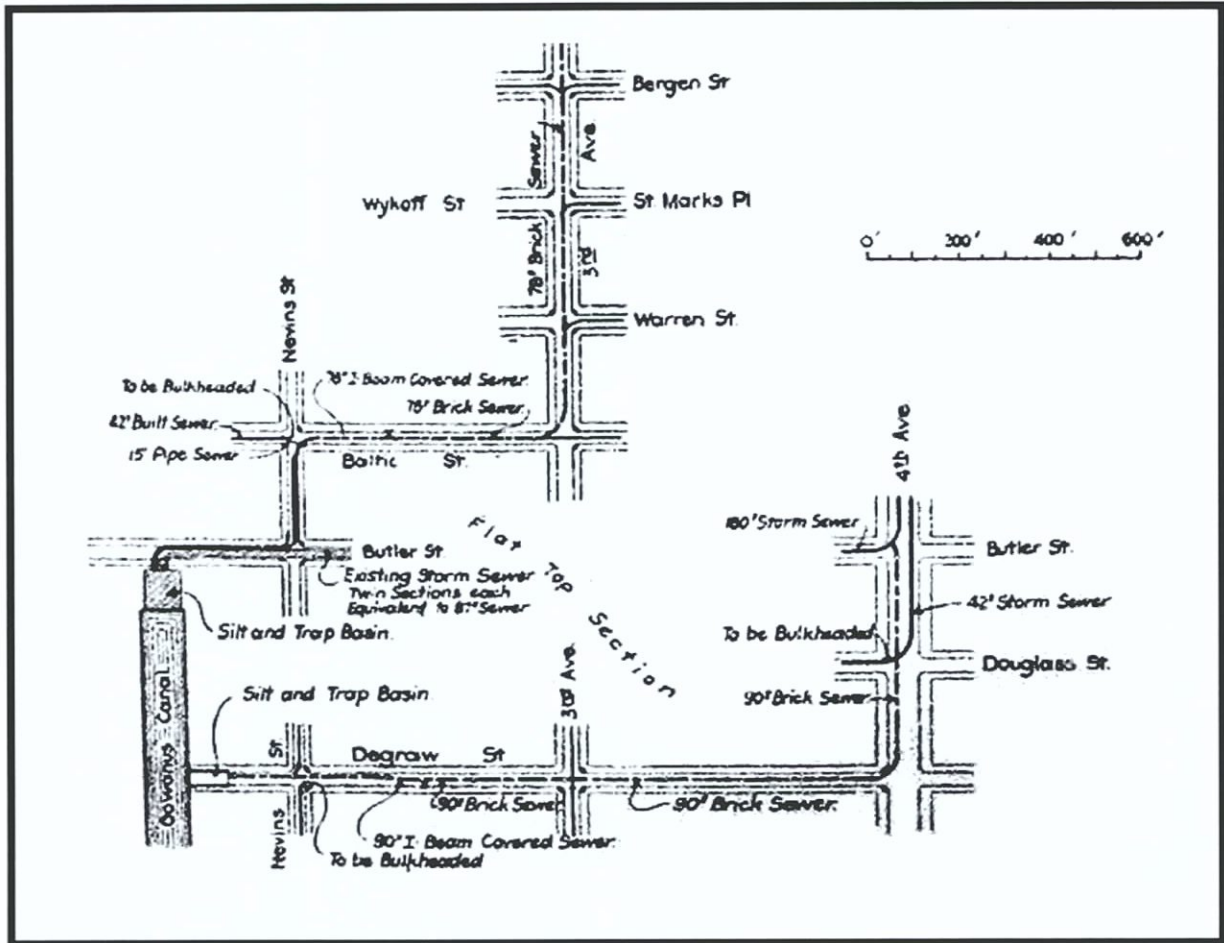 Bergen St
Sewer
Ave.
Wykoff St
St Marks Pl
0' 200' 400' 600'
78" Brick
3rd
Nevins St
Warren St.
To be Bulkheaded
78" I-Beam Covered Sewer
78" Brick Sewer
Built Sewer
15" Pipe Sewer
Baltic St.
4th Ave
Flat Top Section
180" Storm Sewer
Butler St.
Butler St.
Existing Storm Sewer
Twin Sections each
Equivalent to 87" Sewer
42" Storm Sewer
Silt and Trap Basin
To be Bulkheaded
Douglass St.
Gowanus Canal
Silt and Trap Basin
3rd Ave.
90" Brick Sewer
Nevins St
Degraw St
90" Brick Sewer
90" Brick Sewer
90" I-Beam Covered Sewer
To be Bulkheaded